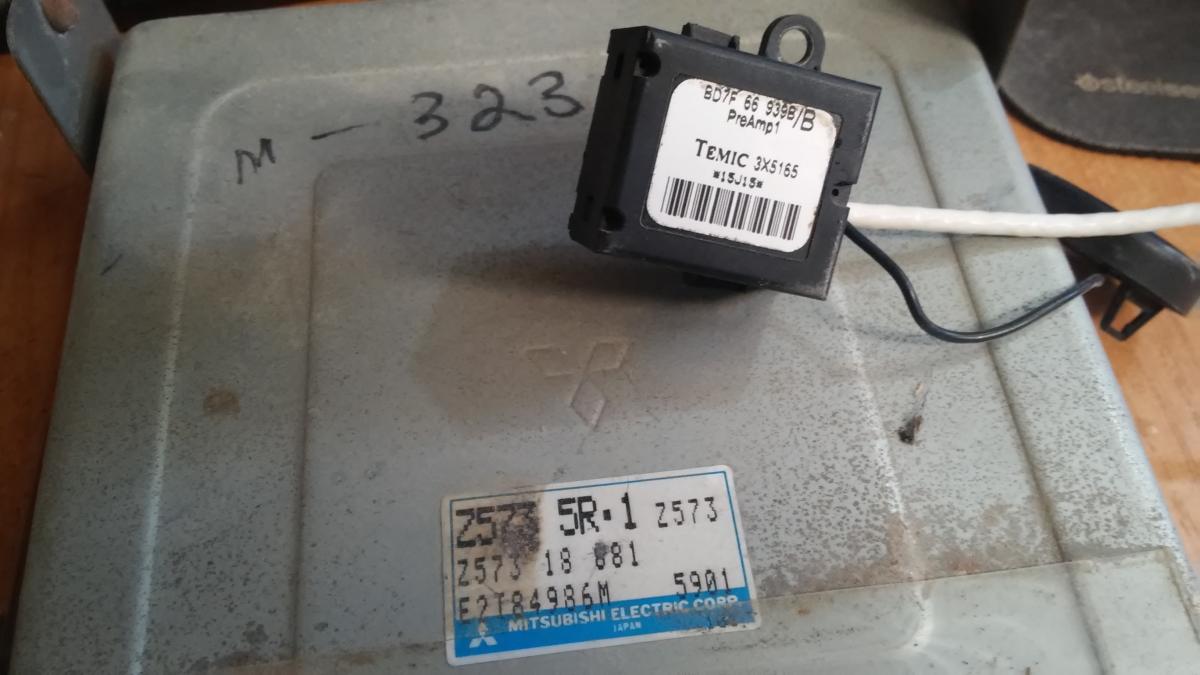 M - 323
BD7F 66 939B/B
PreAmp1
TEMIC 3X5165
*15J15*
Z573 5R·1 Z573
Z573 18 881
E2T84986M 5901
MITSUBISHI ELECTRIC CORP.
JAPAN